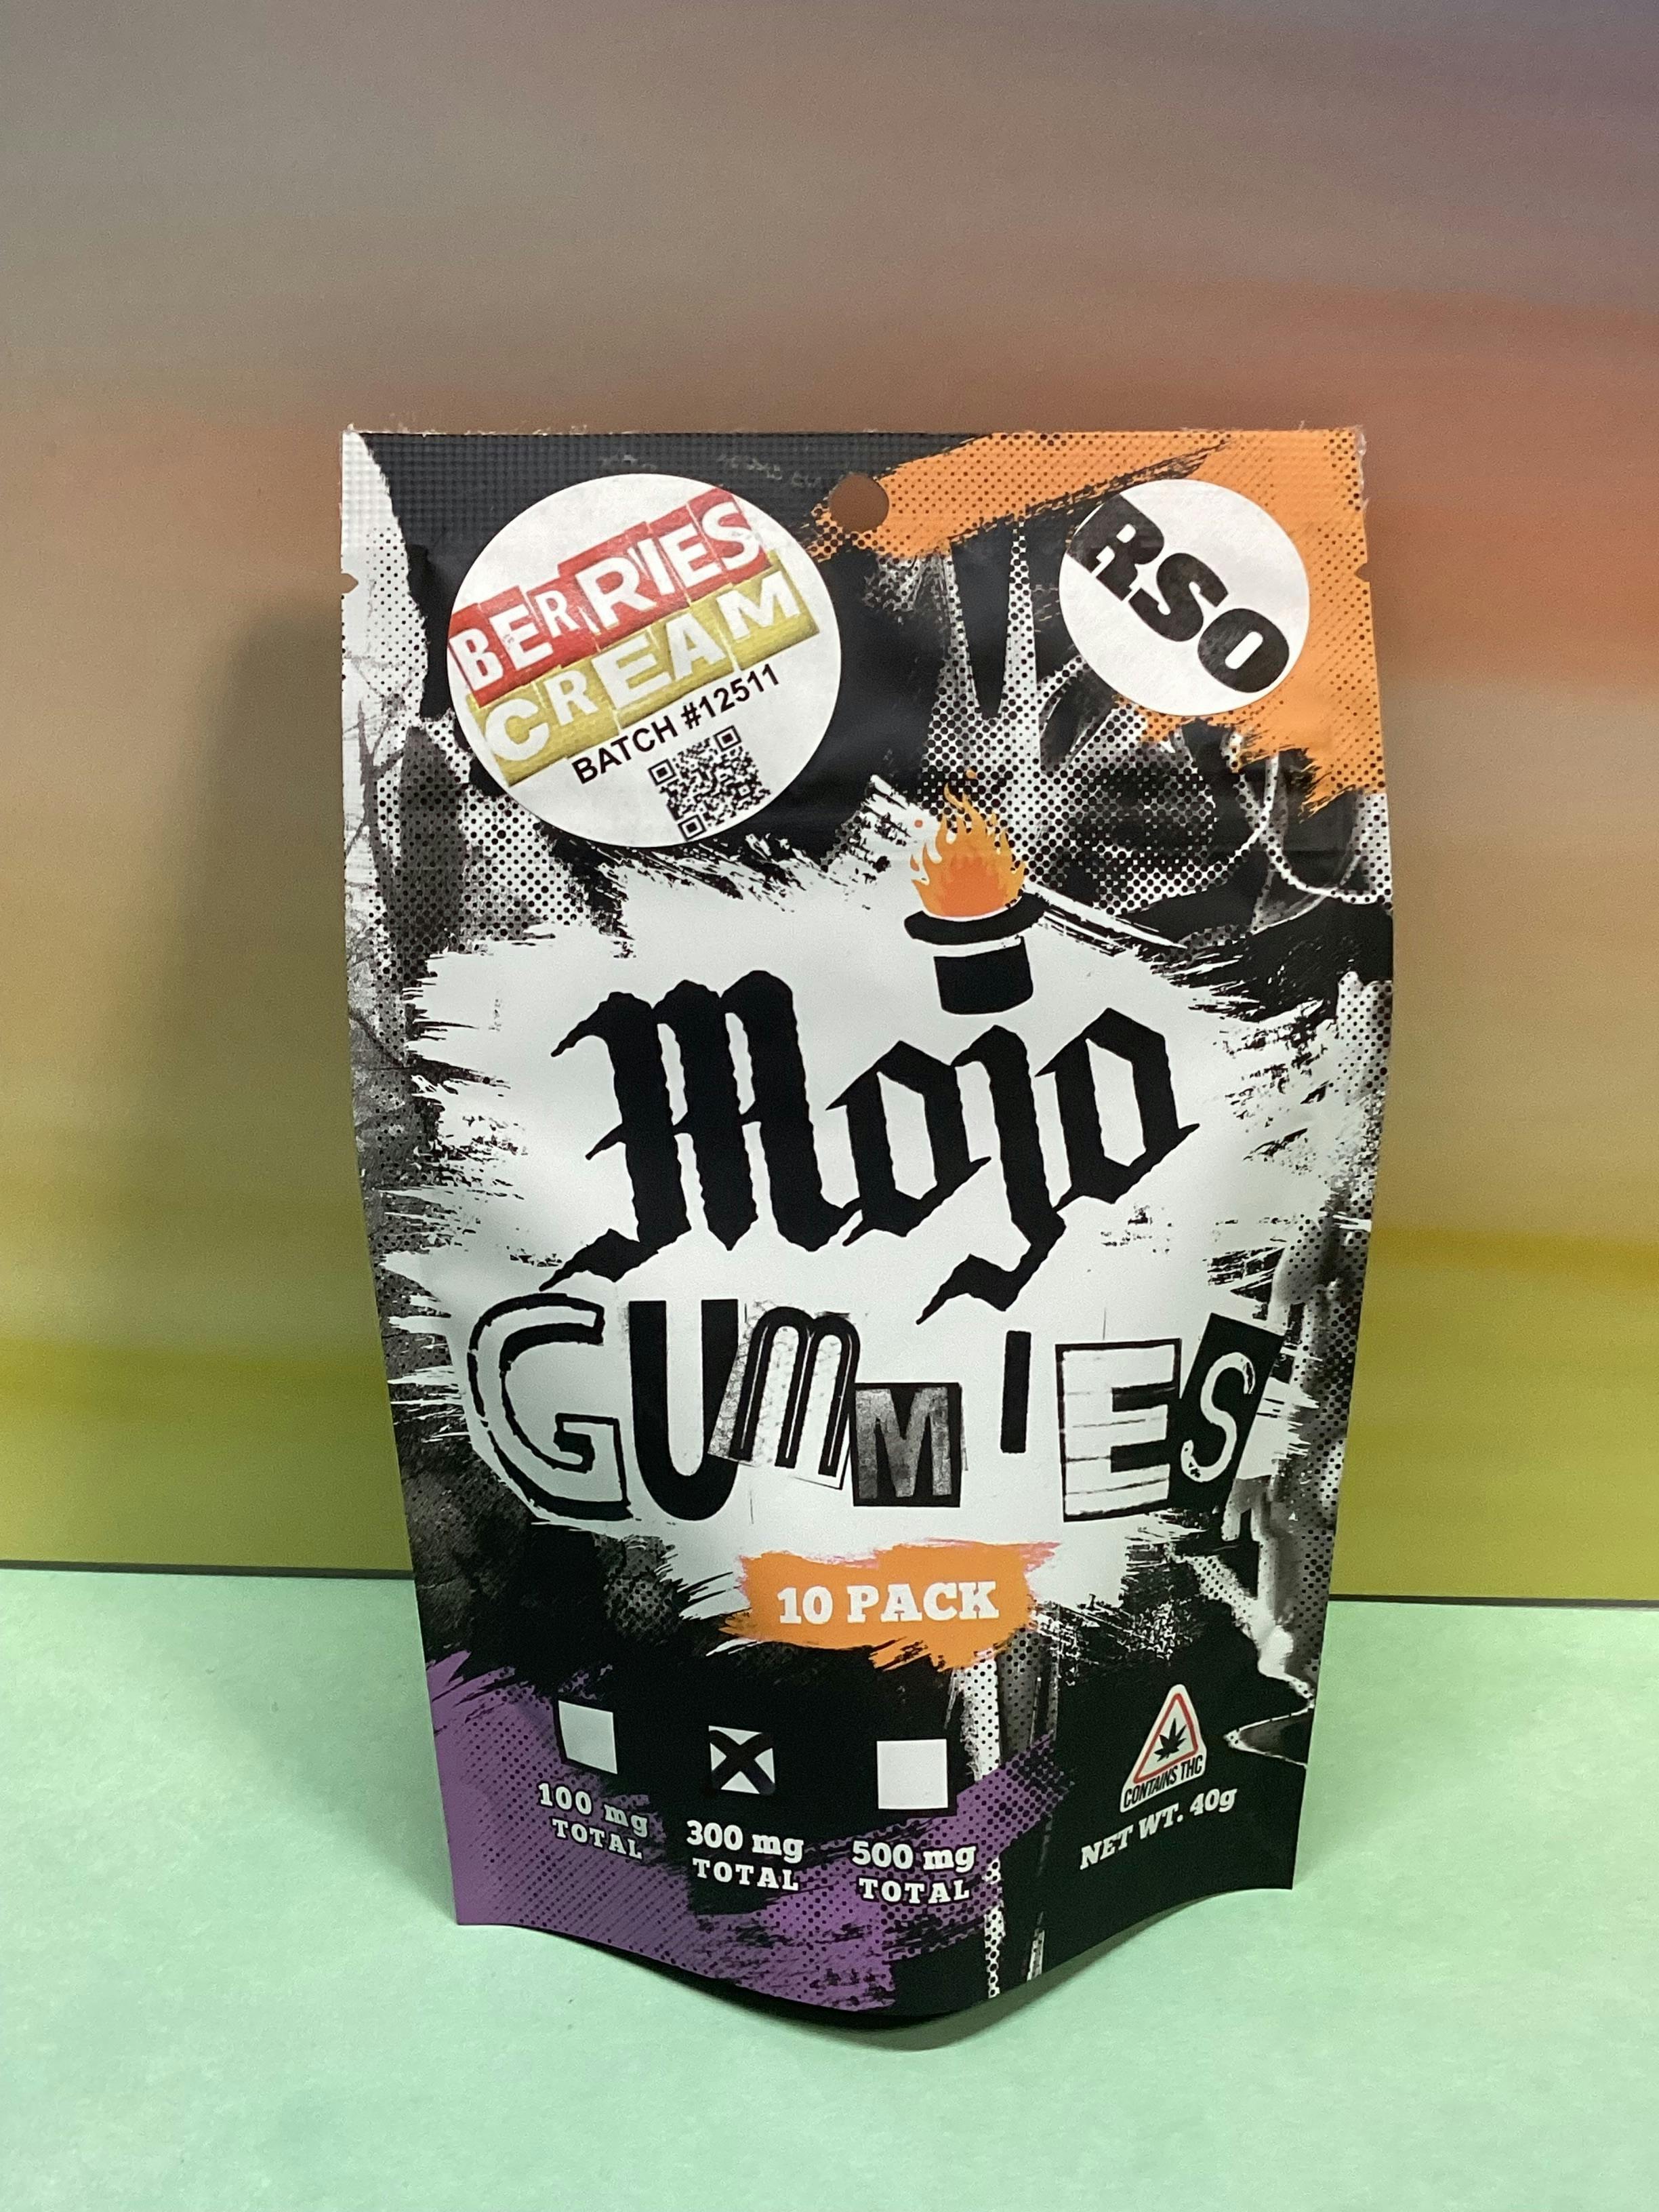 BERRIES
CREAM
BATCH #12511
RSO
Mojo
GUMMIES
10 PACK
100 mg
TOTAL
300 mg
TOTAL
500 mg
TOTAL
CONTAINS THC
NET WT. 40g